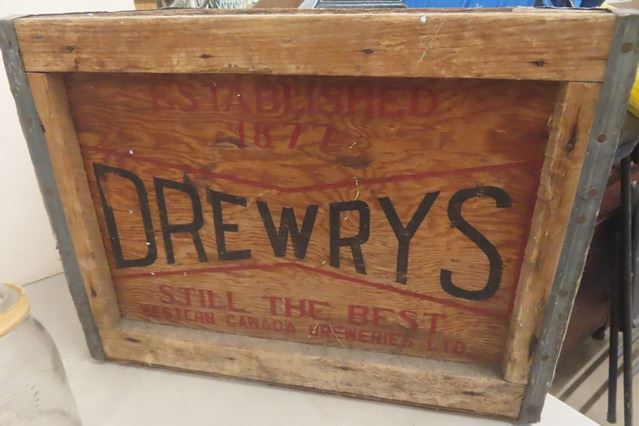 ESTABLISHED
1877
DREWRYS
STILL THE BEST
WESTERN CANADA BREWERIES LTD